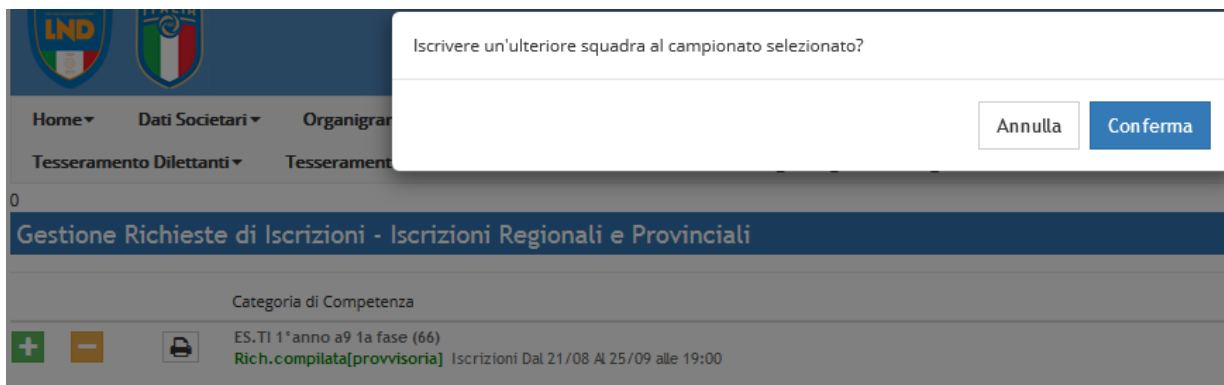 LND
ITALIA
Iscrivere un'ulteriore squadra al campionato selezionato?
Annulla
Conferma
Home
Dati Societari
Tesseramento Dilettanti
0
Gestione Richieste di Iscrizioni - Iscrizioni Regionali e Provinciali
Categoria di Competenza
ES.TI 1°anno a9 1a fase (66)
Rich.compilata[provvisoria] Iscrizioni Dal 21/08 Al 25/09 alle 19:00